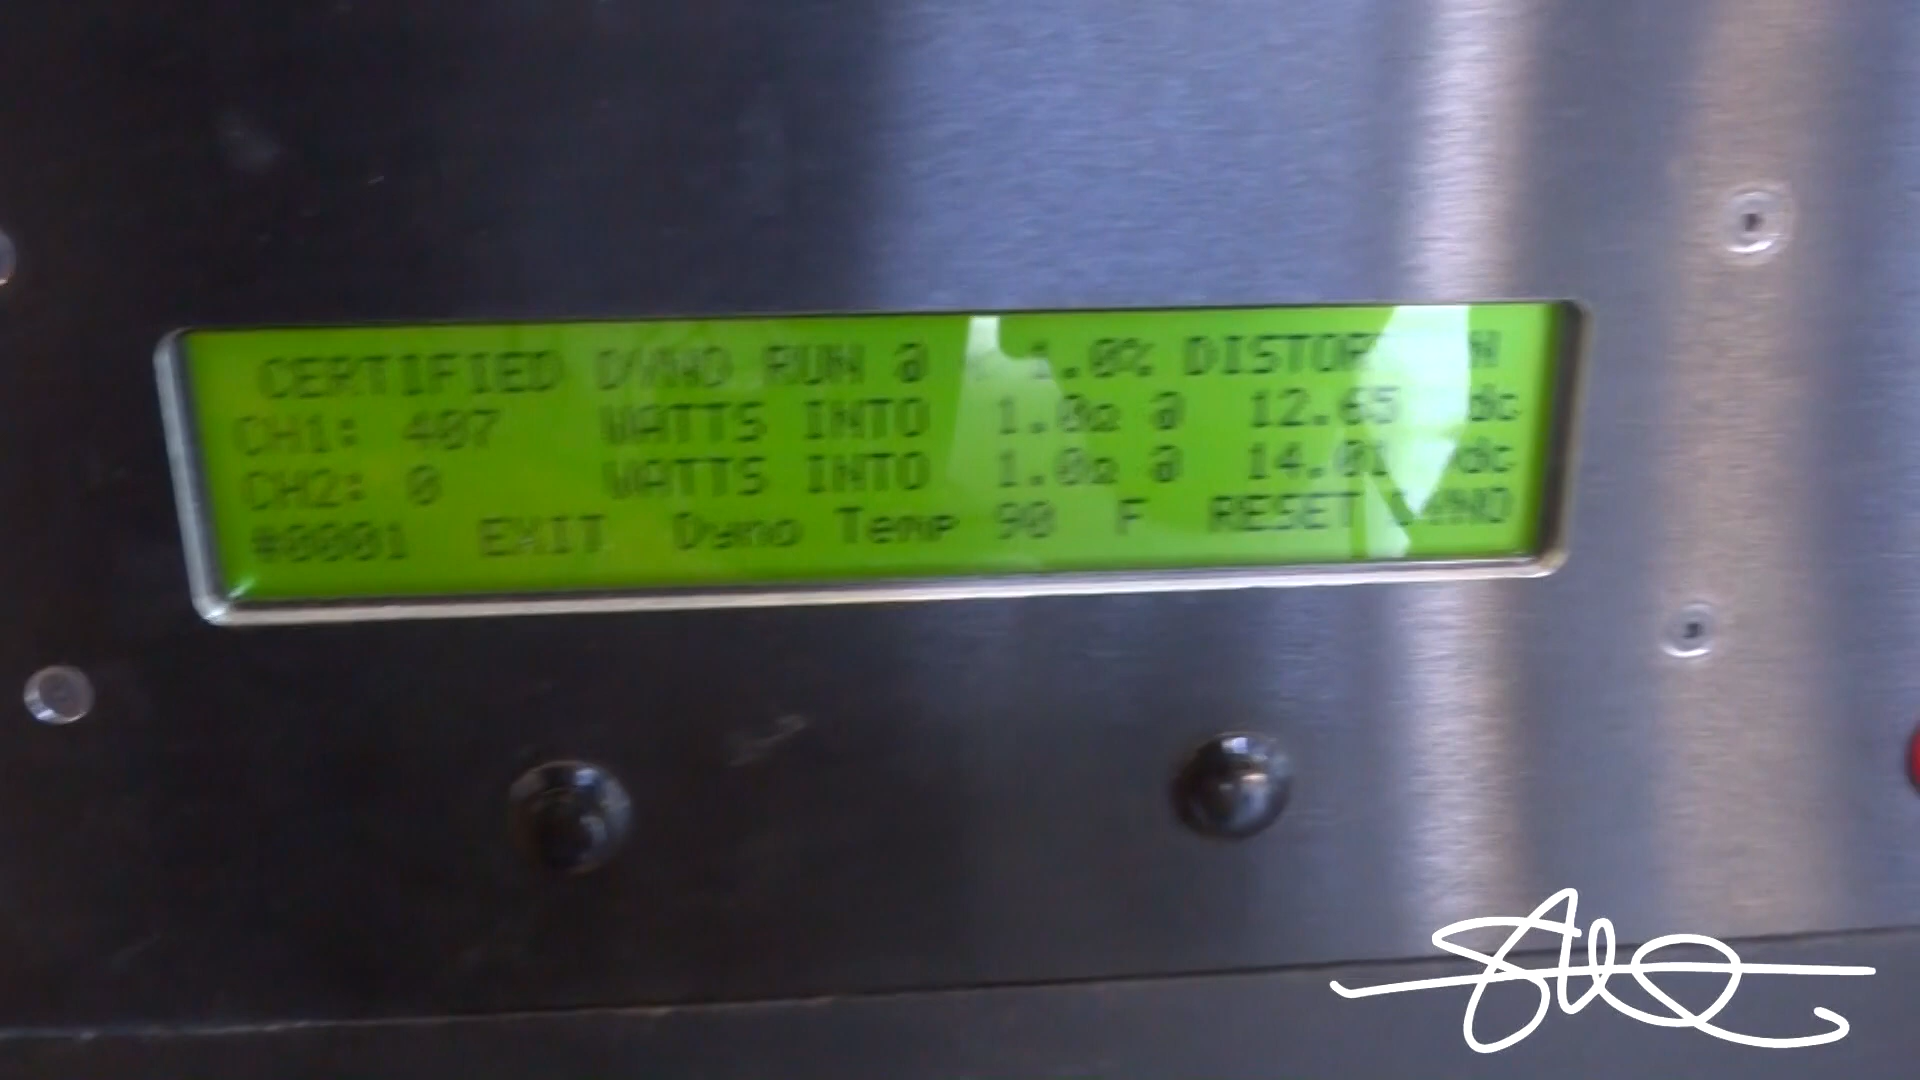 CERTIFIED DYNO RUN @ < 1.0% DISTORTION
CH1: 407 WATTS INTO 1.0Ω @ 12.65 Vdc
CH2: 0 WATTS INTO 1.0Ω @ 14.01 Vdc
#0001 EXIT Dyno Temp 90 F RESET DYNO